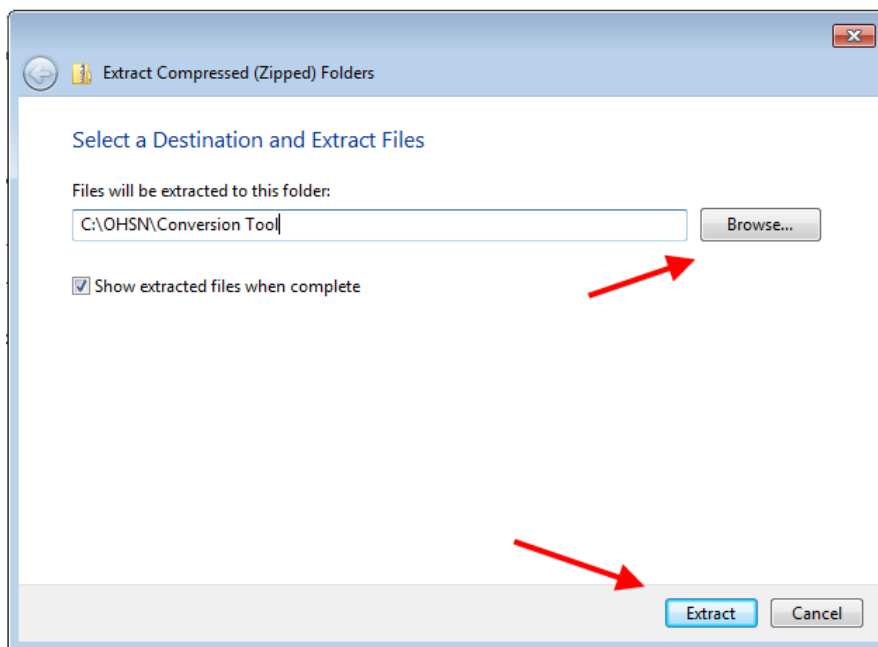 Extract Compressed (Zipped) Folders
Select a Destination and Extract Files
Files will be extracted to this folder:
C:\OHSN\Conversion Tool
Browse...
Show extracted files when complete
Extract
Cancel